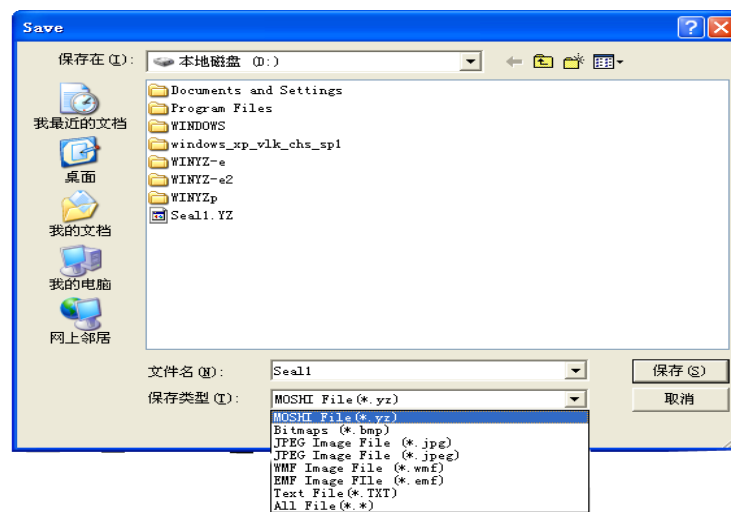 Save
保存在(I):
本地磁盘 (D:)
我最近的文档
桌面
我的文档
我的电脑
网上邻居
Documents and Settings
Program Files
WINDOWS
windows_xp_vlk_chs_sp1
WINYZ-e
WINYZ-e2
WINYZp
Seal1.YZ
文件名(N):
Seal1
保存(S)
保存类型(T):
MOSHI File(*.yz)
取消
MOSHI File(*.yz)
Bitmaps (*.bmp)
JPEG Image File (*.jpg)
JPEG Image File (*.jpeg)
WMF Image File (*.wmf)
EMF Image FIle (*.emf)
Text File(*.TXT)
All File(*.*)